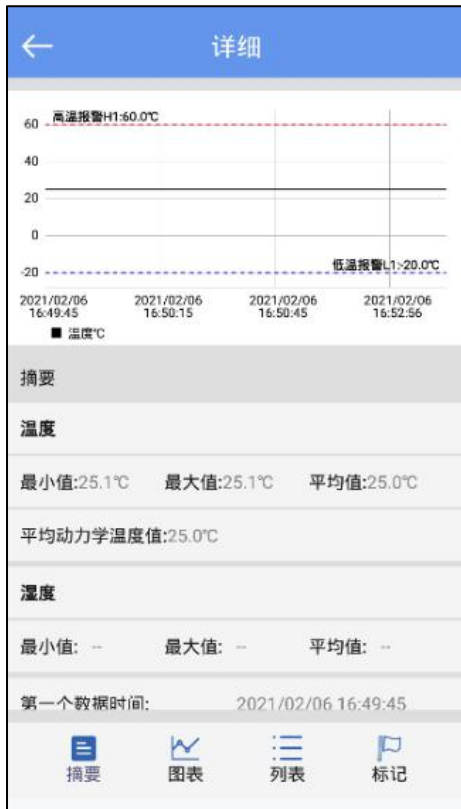 详细
高温报警H1:60.0℃
60
40
20
0
低温报警L1:-20.0℃
-20
2021/02/06 2021/02/06 2021/02/06 2021/02/06
16:49:45 16:50:15 16:50:45 16:52:56
温度℃
摘要
温度
最小值:25.1℃ 最大值:25.1℃ 平均值:25.0℃
平均动力学温度值:25.0℃
湿度
最小值: -- 最大值: -- 平均值: --
第一个数据时间: 2021/02/06 16:49:45
摘要 图表 列表 标记